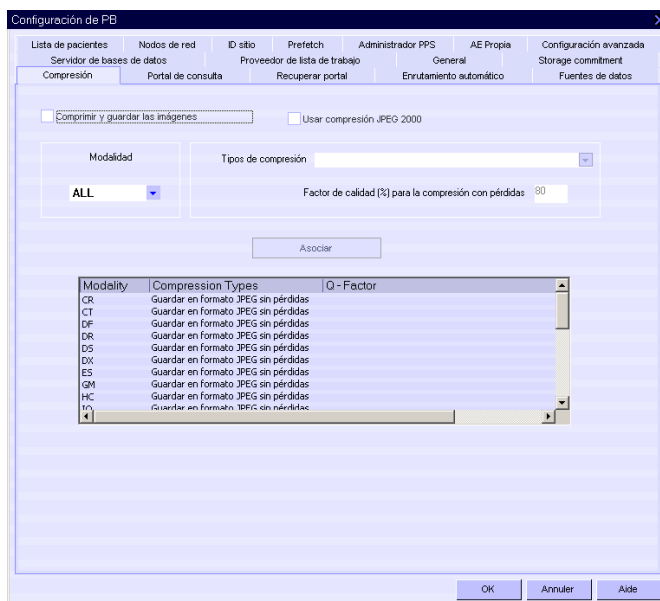 Configuración de PB
Lista de pacientes Nodos de red ID sitio Prefetch Administrador PPS AE Propia Configuración avanzada
Servidor de bases de datos Proveedor de lista de trabajo General Storage commitment
Compresión Portal de consulta Recuperar portal Enrutamiento automático Fuentes de datos
Comprimir y guardar las imágenes Usar compresión JPEG 2000
Modalidad Tipos de compresión
ALL Factor de calidad (%) para la compresión con pérdidas 80
Asociar
Modality Compression Types Q - Factor
CR Guardar en formato JPEG sin pérdidas
CT Guardar en formato JPEG sin pérdidas
DF Guardar en formato JPEG sin pérdidas
DR Guardar en formato JPEG sin pérdidas
DS Guardar en formato JPEG sin pérdidas
DX Guardar en formato JPEG sin pérdidas
ES Guardar en formato JPEG sin pérdidas
GM Guardar en formato JPEG sin pérdidas
HC Guardar en formato JPEG sin pérdidas
IO Guardar en formato JPEG sin pérdidas
OK Annuler Aide